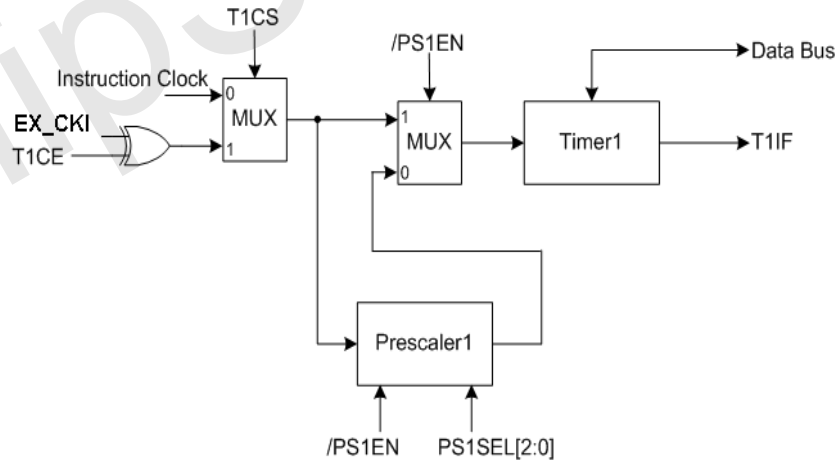 T1CS
/PS1EN
Data Bus
Instruction Clock
0
MUX
1
EX_CKI
T1CE
1
MUX
0
Timer1
T1IF
Prescaler1
/PS1EN
PS1SEL[2:0]